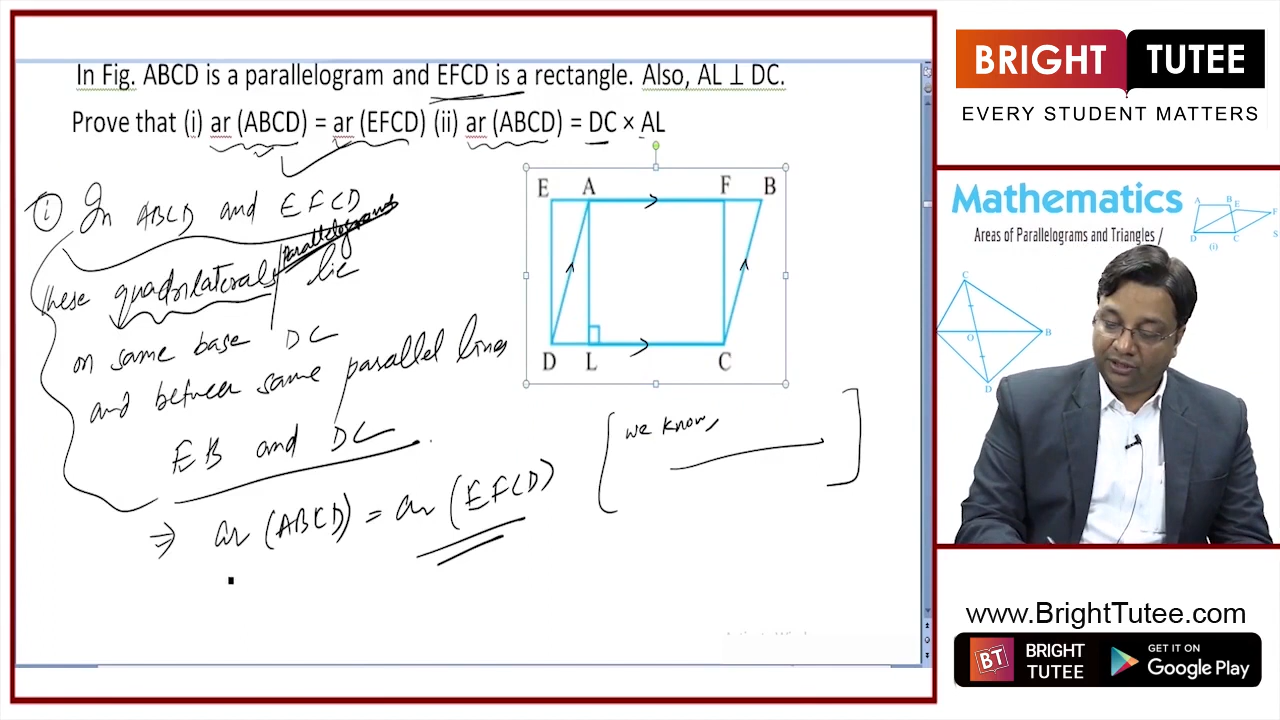 In Fig. ABCD is a parallelogram and EFCD is a rectangle. Also, AL ⊥ DC.
Prove that (i) ar (ABCD) = ar (EFCD) (ii) ar (ABCD) = DC × AL
(i) In ABCD and EFCD
These quadrilaterals/parallelograms lie
on same base DC
and between same parallel lines
EB and DC.
⇒ ar (ABCD) = ar (EFCD)
[we know, ]
E A F B
D L C
BRIGHT TUTEE
EVERY STUDENT MATTERS
Mathematics
Areas of Parallelograms and Triangles /
A B E F
D C S
(i)
C
O B
D
www.BrightTutee.com
BT BRIGHT TUTEE
GET IT ON
Google Play